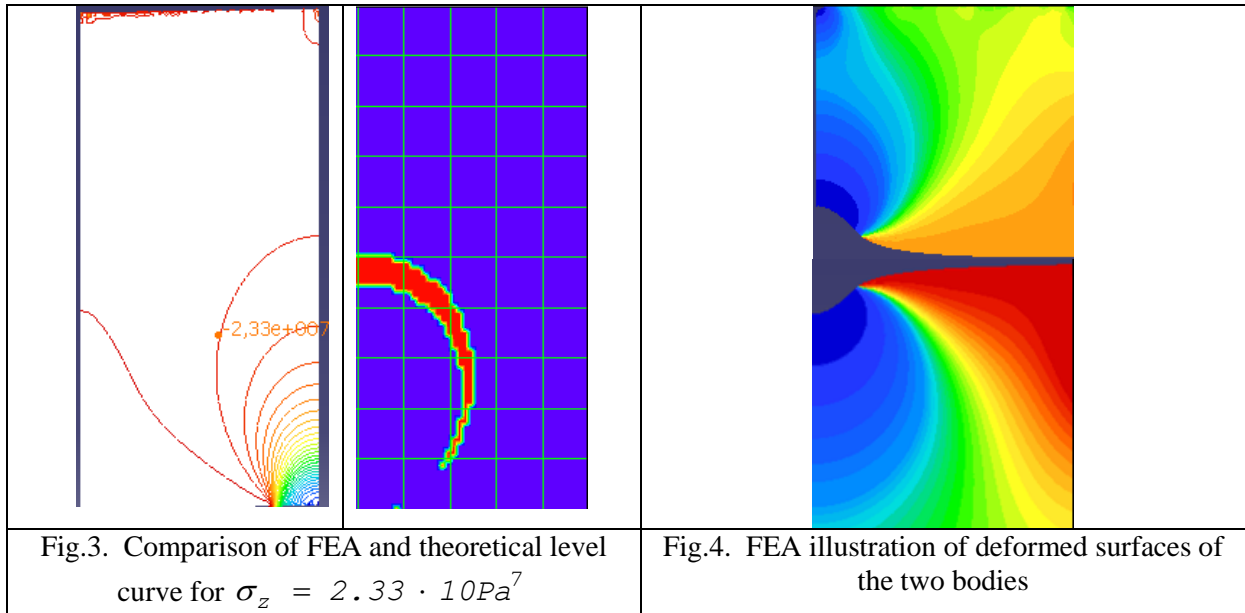 -2,33e+007
Fig.3. Comparison of FEA and theoretical level
curve for σ_z = 2.33 · 10Pa⁷
Fig.4. FEA illustration of deformed surfaces of
the two bodies